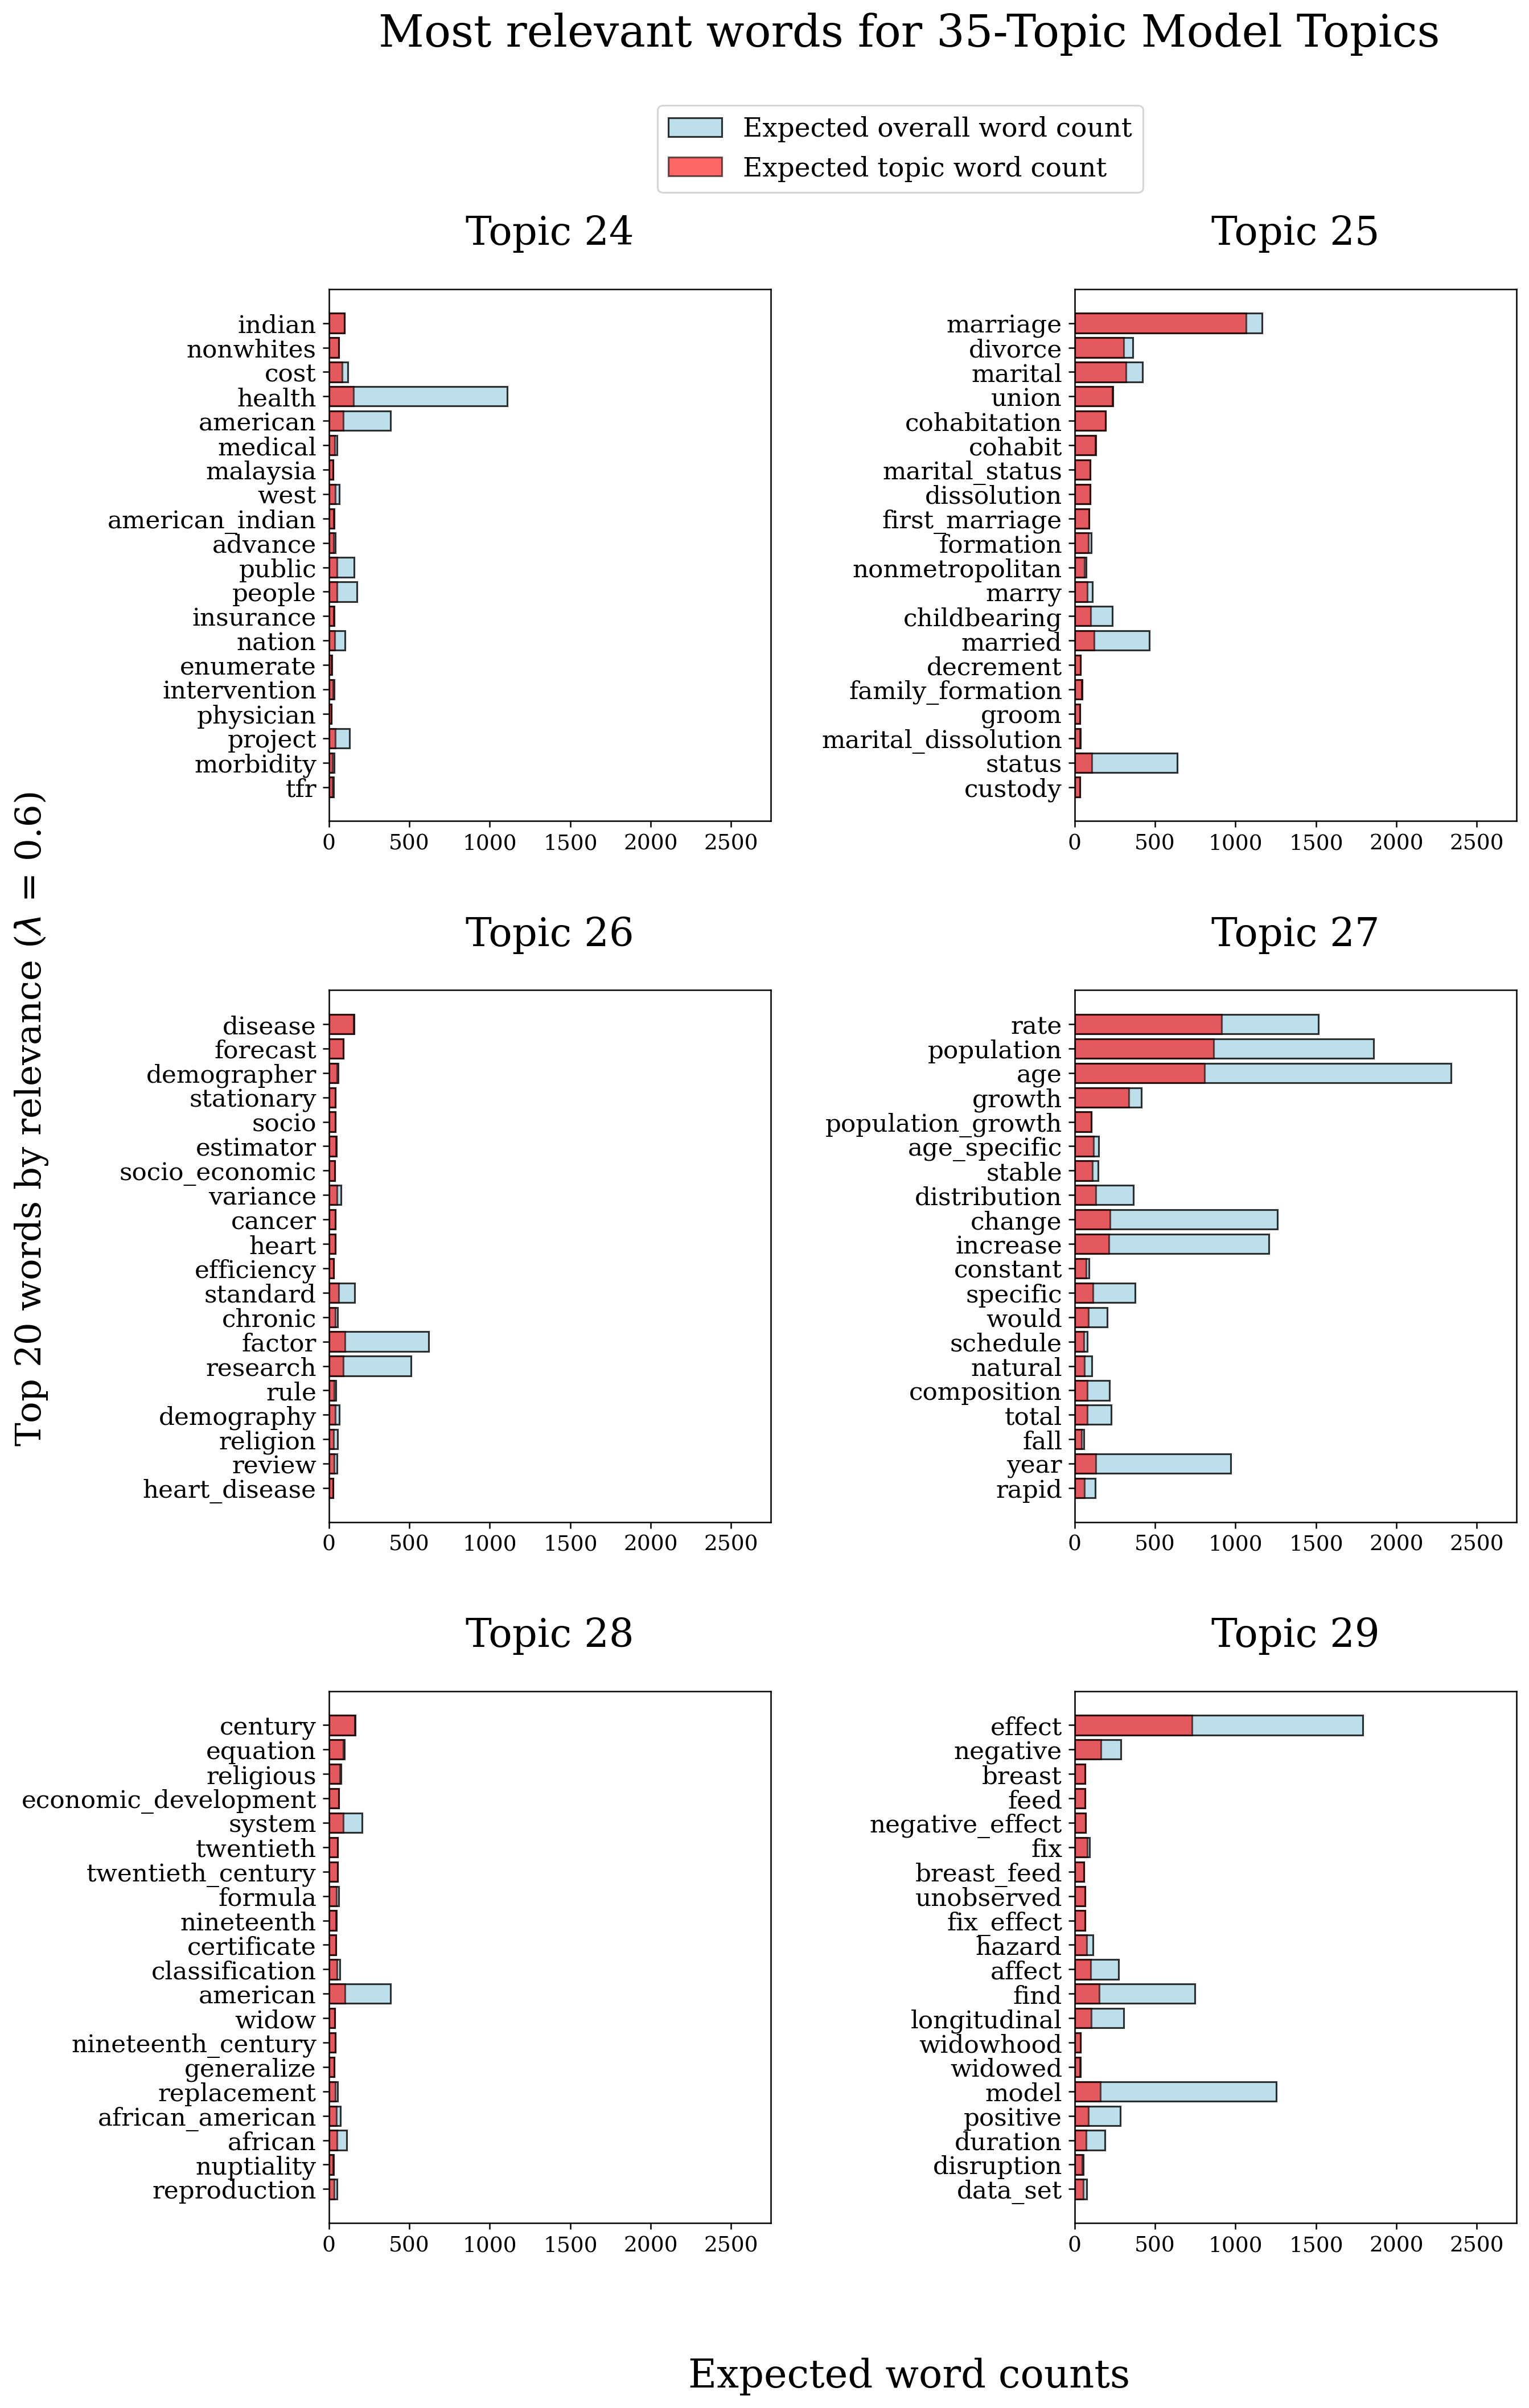 Most relevant words for 35-Topic Model Topics
Expected overall word count
Expected topic word count
Top 20 words by relevance (λ = 0.6)
Topic 24
indian
nonwhites
cost
health
american
medical
malaysia
west
american_indian
advance
public
people
insurance
nation
enumerate
intervention
physician
project
morbidity
tfr
0 500 1000 1500 2000 2500
Topic 25
marriage
divorce
marital
union
cohabitation
cohabit
marital_status
dissolution
first_marriage
formation
nonmetropolitan
marry
childbearing
married
decrement
family_formation
groom
marital_dissolution
status
custody
0 500 1000 1500 2000 2500
Topic 26
disease
forecast
demographer
stationary
socio
estimator
socio_economic
variance
cancer
heart
efficiency
standard
chronic
factor
research
rule
demography
religion
review
heart_disease
0 500 1000 1500 2000 2500
Topic 27
rate
population
age
growth
population_growth
age_specific
stable
distribution
change
increase
constant
specific
would
schedule
natural
composition
total
fall
year
rapid
0 500 1000 1500 2000 2500
Topic 28
century
equation
religious
economic_development
system
twentieth
twentieth_century
formula
nineteenth
certificate
classification
american
widow
nineteenth_century
generalize
replacement
african_american
african
nuptiality
reproduction
0 500 1000 1500 2000 2500
Topic 29
effect
negative
breast
feed
negative_effect
fix
breast_feed
unobserved
fix_effect
hazard
affect
find
longitudinal
widowhood
widowed
model
positive
duration
disruption
data_set
0 500 1000 1500 2000 2500
Expected word counts